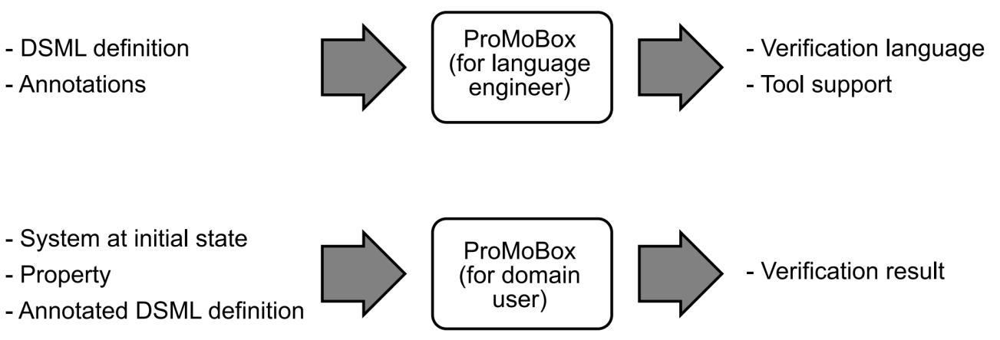 - DSML definition
- Annotations
ProMoBox
(for language
engineer)
- Verification language
- Tool support
- System at initial state
- Property
- Annotated DSML definition
ProMoBox
(for domain
user)
- Verification result